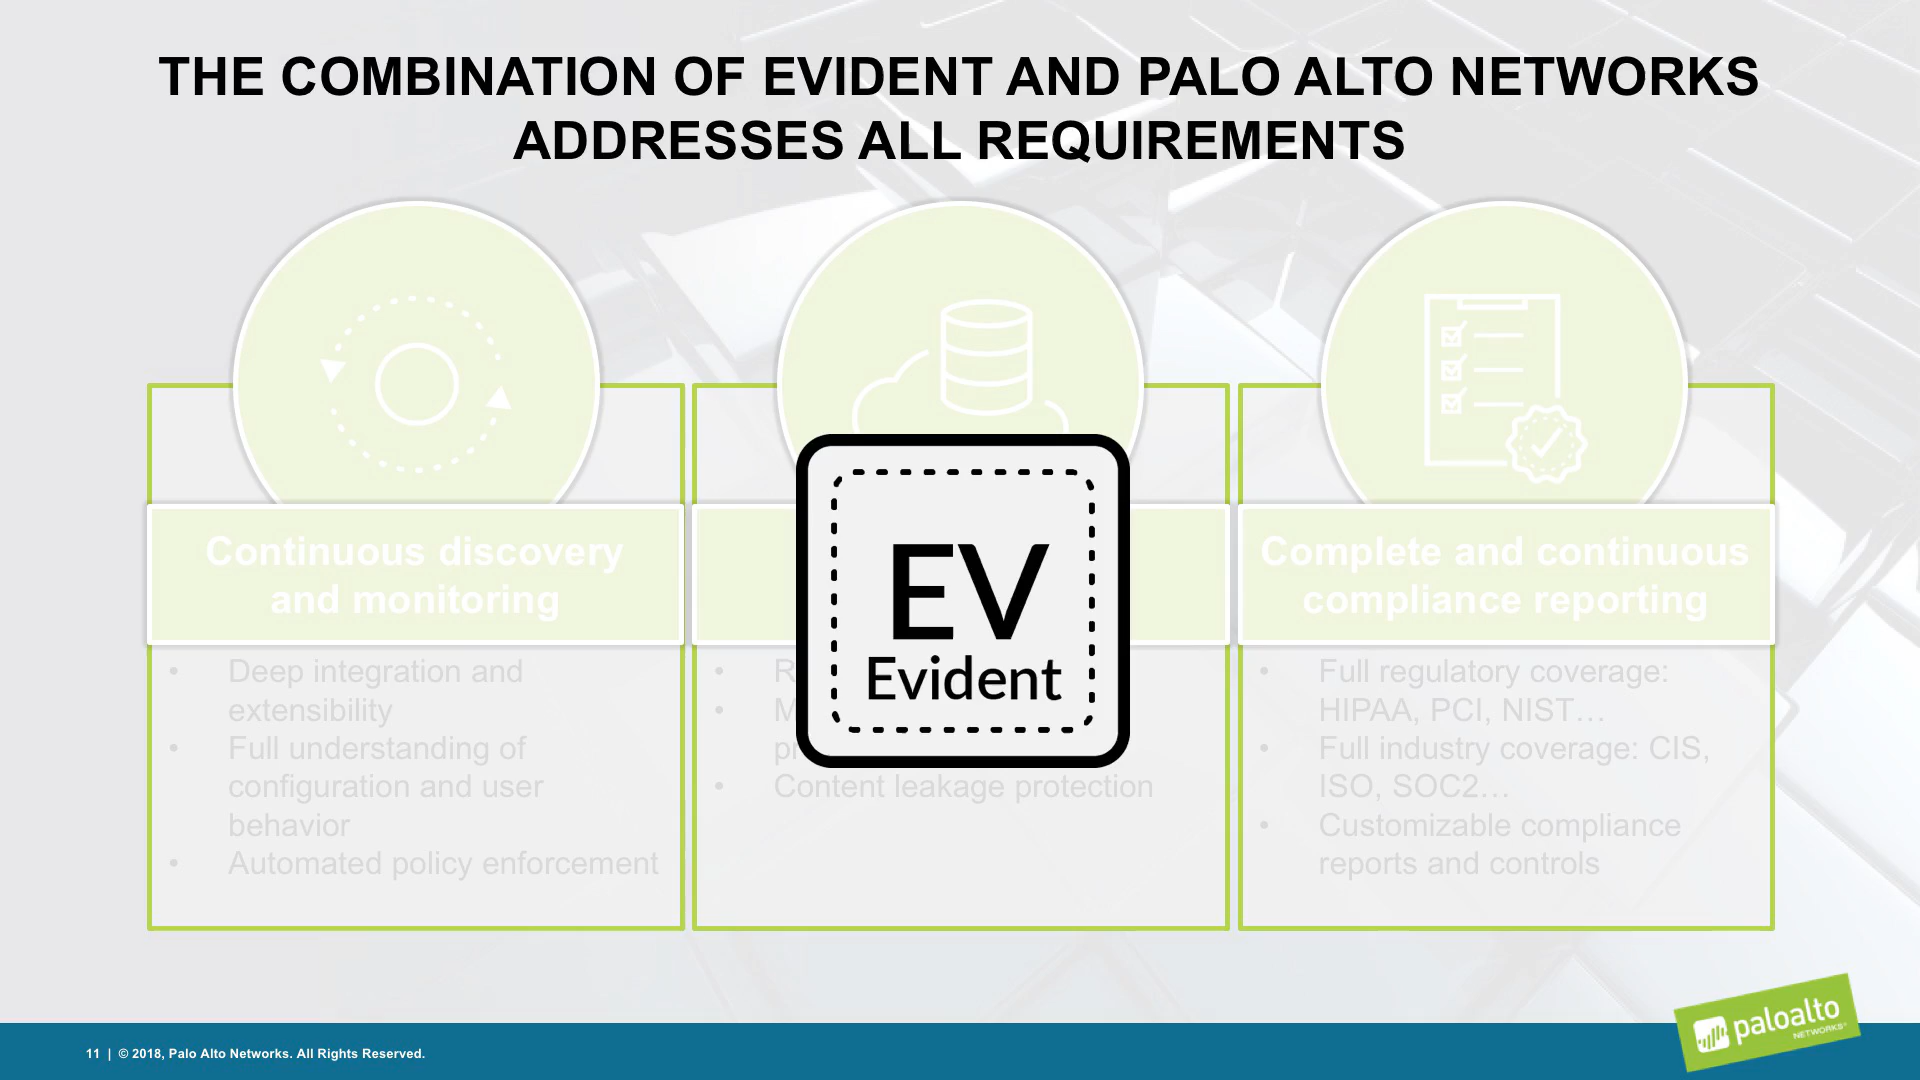 THE COMBINATION OF EVIDENT AND PALO ALTO NETWORKS
ADDRESSES ALL REQUIREMENTS
Continuous discovery
and monitoring
• Deep integration and
extensibility
• Full understanding of
configuration and user
behavior
• Automated policy enforcement
EV
Evident
• Content leakage protection
Complete and continuous
compliance reporting
• Full regulatory coverage:
HIPAA, PCI, NIST…
• Full industry coverage: CIS,
ISO, SOC2…
• Customizable compliance
reports and controls
11 | © 2018, Palo Alto Networks. All Rights Reserved.
paloalto
NETWORKS®